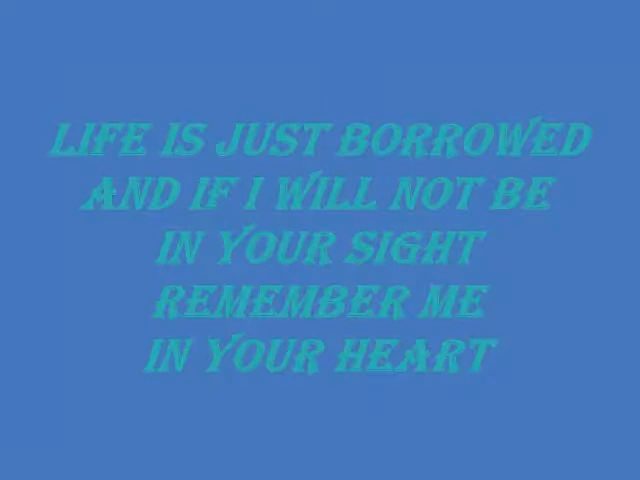 LIFE IS JUST BORROWED
AND IF I WILL NOT BE
IN YOUR SIGHT
REMEMBER ME
IN YOUR HEART